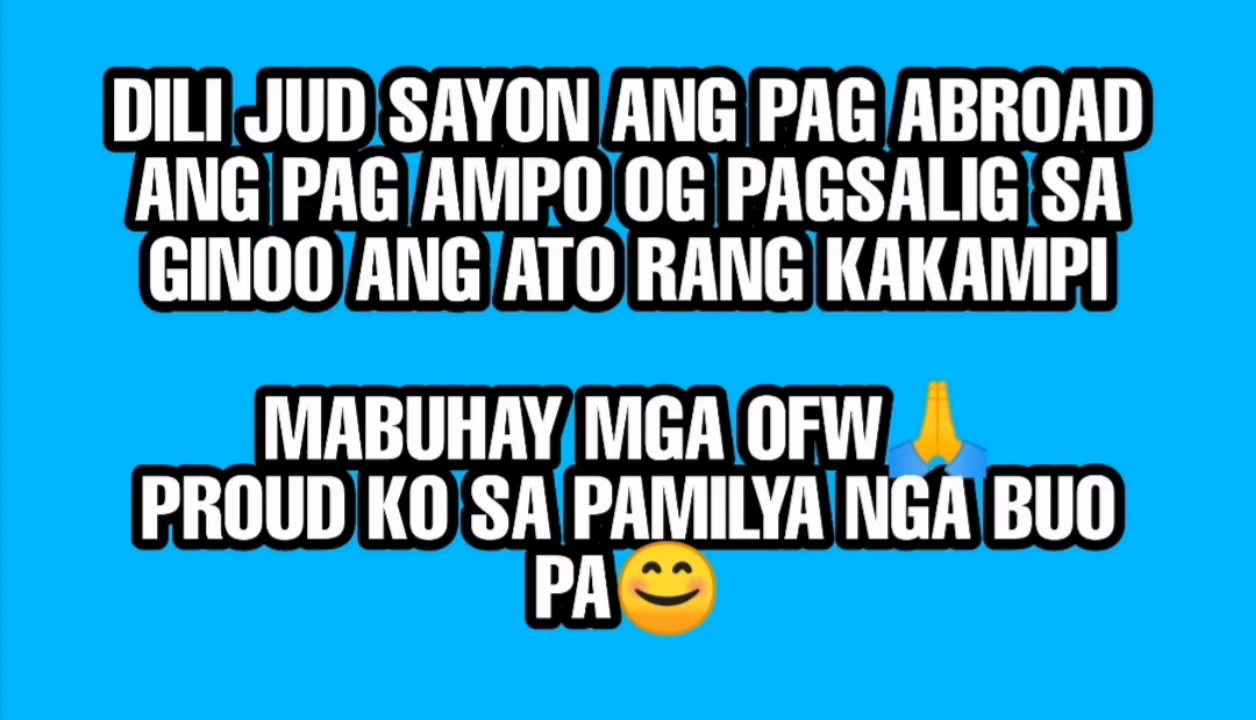 DILI JUD SAYON ANG PAG ABROAD
ANG PAG AMPO OG PAGSALIG SA
GINOO ANG ATO RANG KAKAMPI
MABUHAY MGA OFW🙏
PROUD KO SA PAMILYA NGA BUO
PA😊